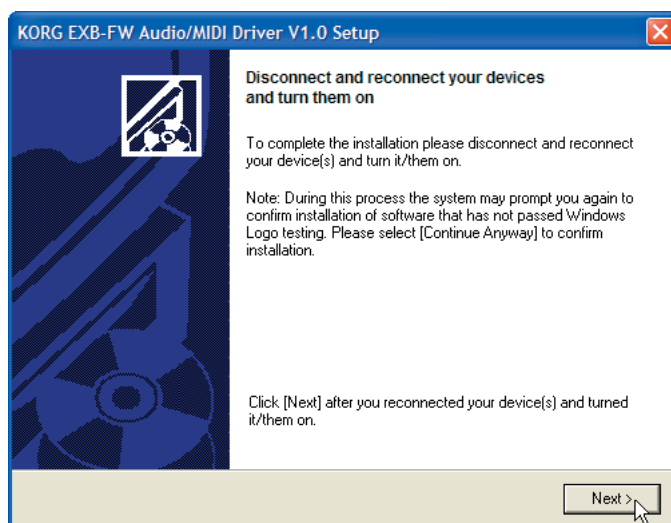 KORG EXB-FW Audio/MIDI Driver V1.0 Setup
Disconnect and reconnect your devices
and turn them on
To complete the installation please disconnect and reconnect
your device(s) and turn it/them on.
Note: During this process the system may prompt you again to
confirm installation of software that has not passed Windows
Logo testing. Please select [Continue Anyway] to confirm
installation.
Click [Next] after you reconnected your device(s) and turned
it/them on.
Next >